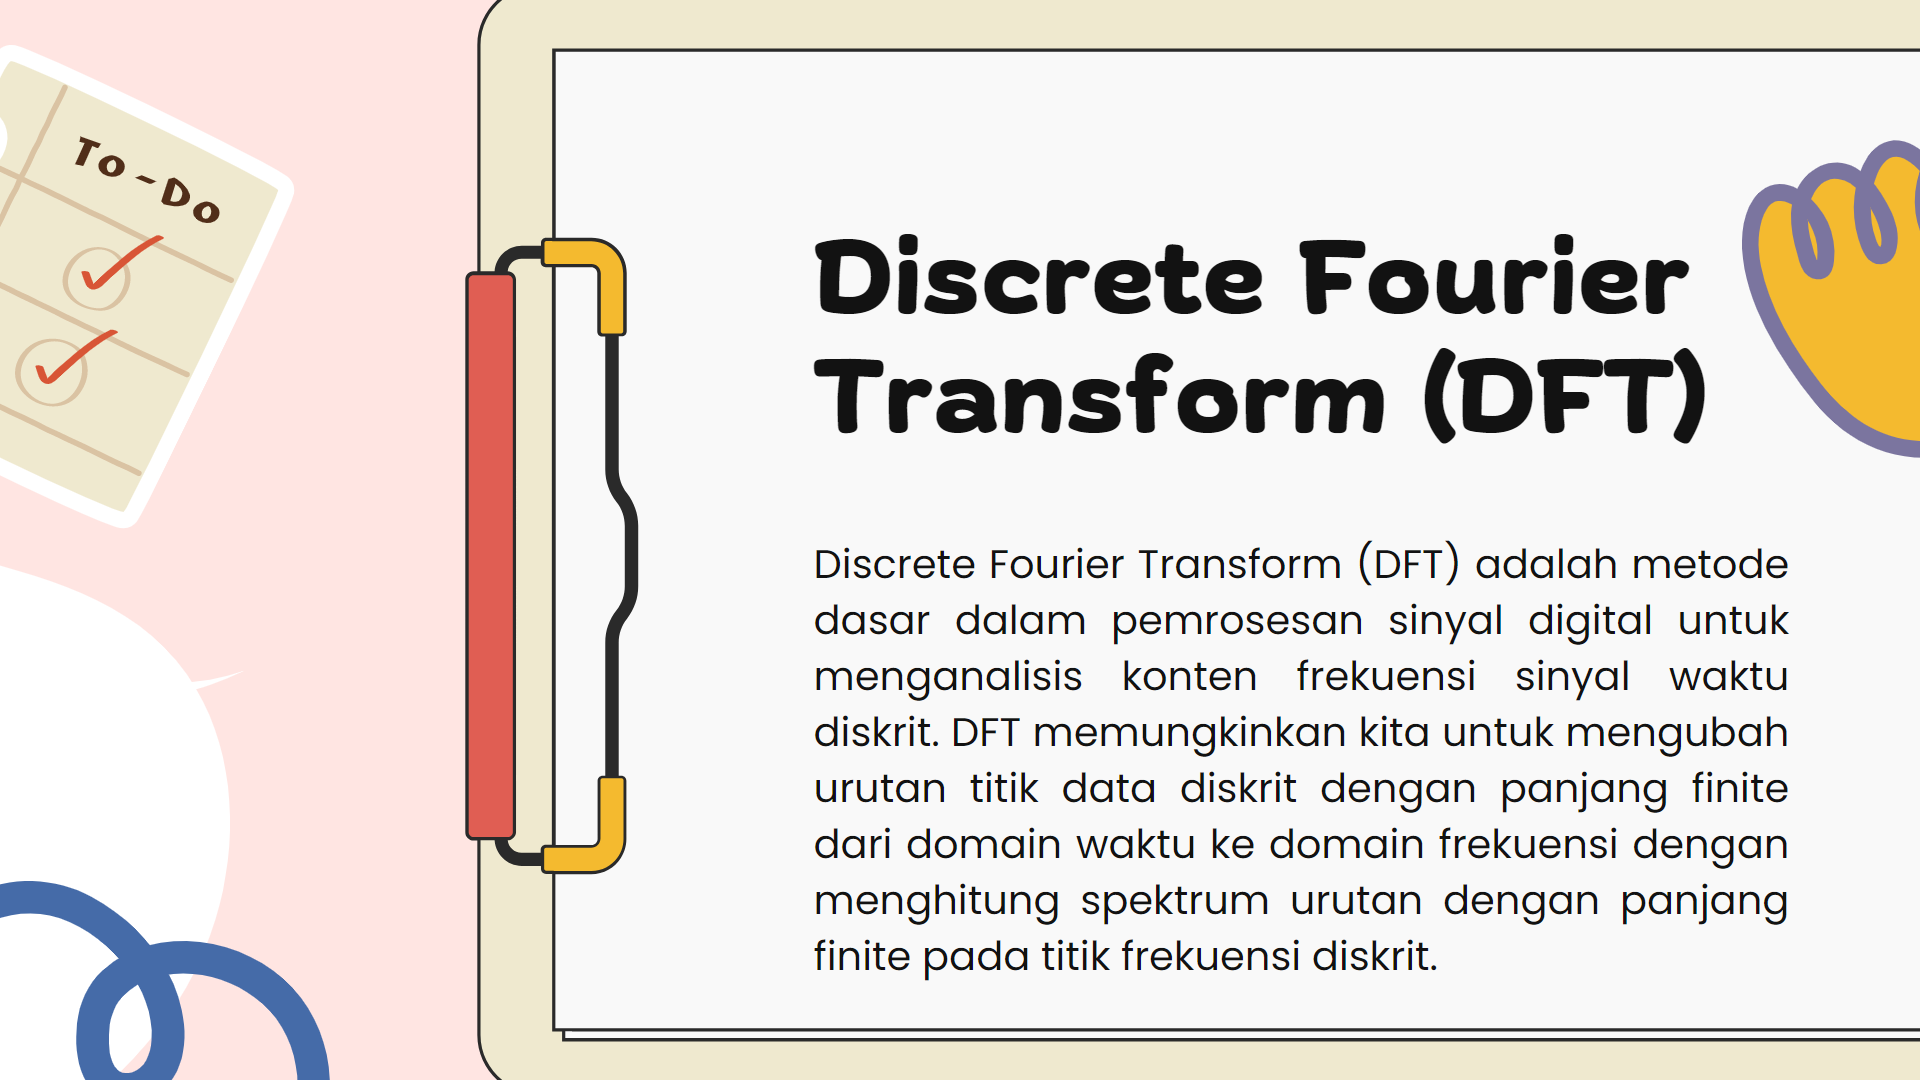 To-Do
Discrete Fourier
Transform (DFT)
Discrete Fourier Transform (DFT) adalah metode
dasar dalam pemrosesan sinyal digital untuk
menganalisis konten frekuensi sinyal waktu
diskrit. DFT memungkinkan kita untuk mengubah
urutan titik data diskrit dengan panjang finite
dari domain waktu ke domain frekuensi dengan
menghitung spektrum urutan dengan panjang
finite pada titik frekuensi diskrit.